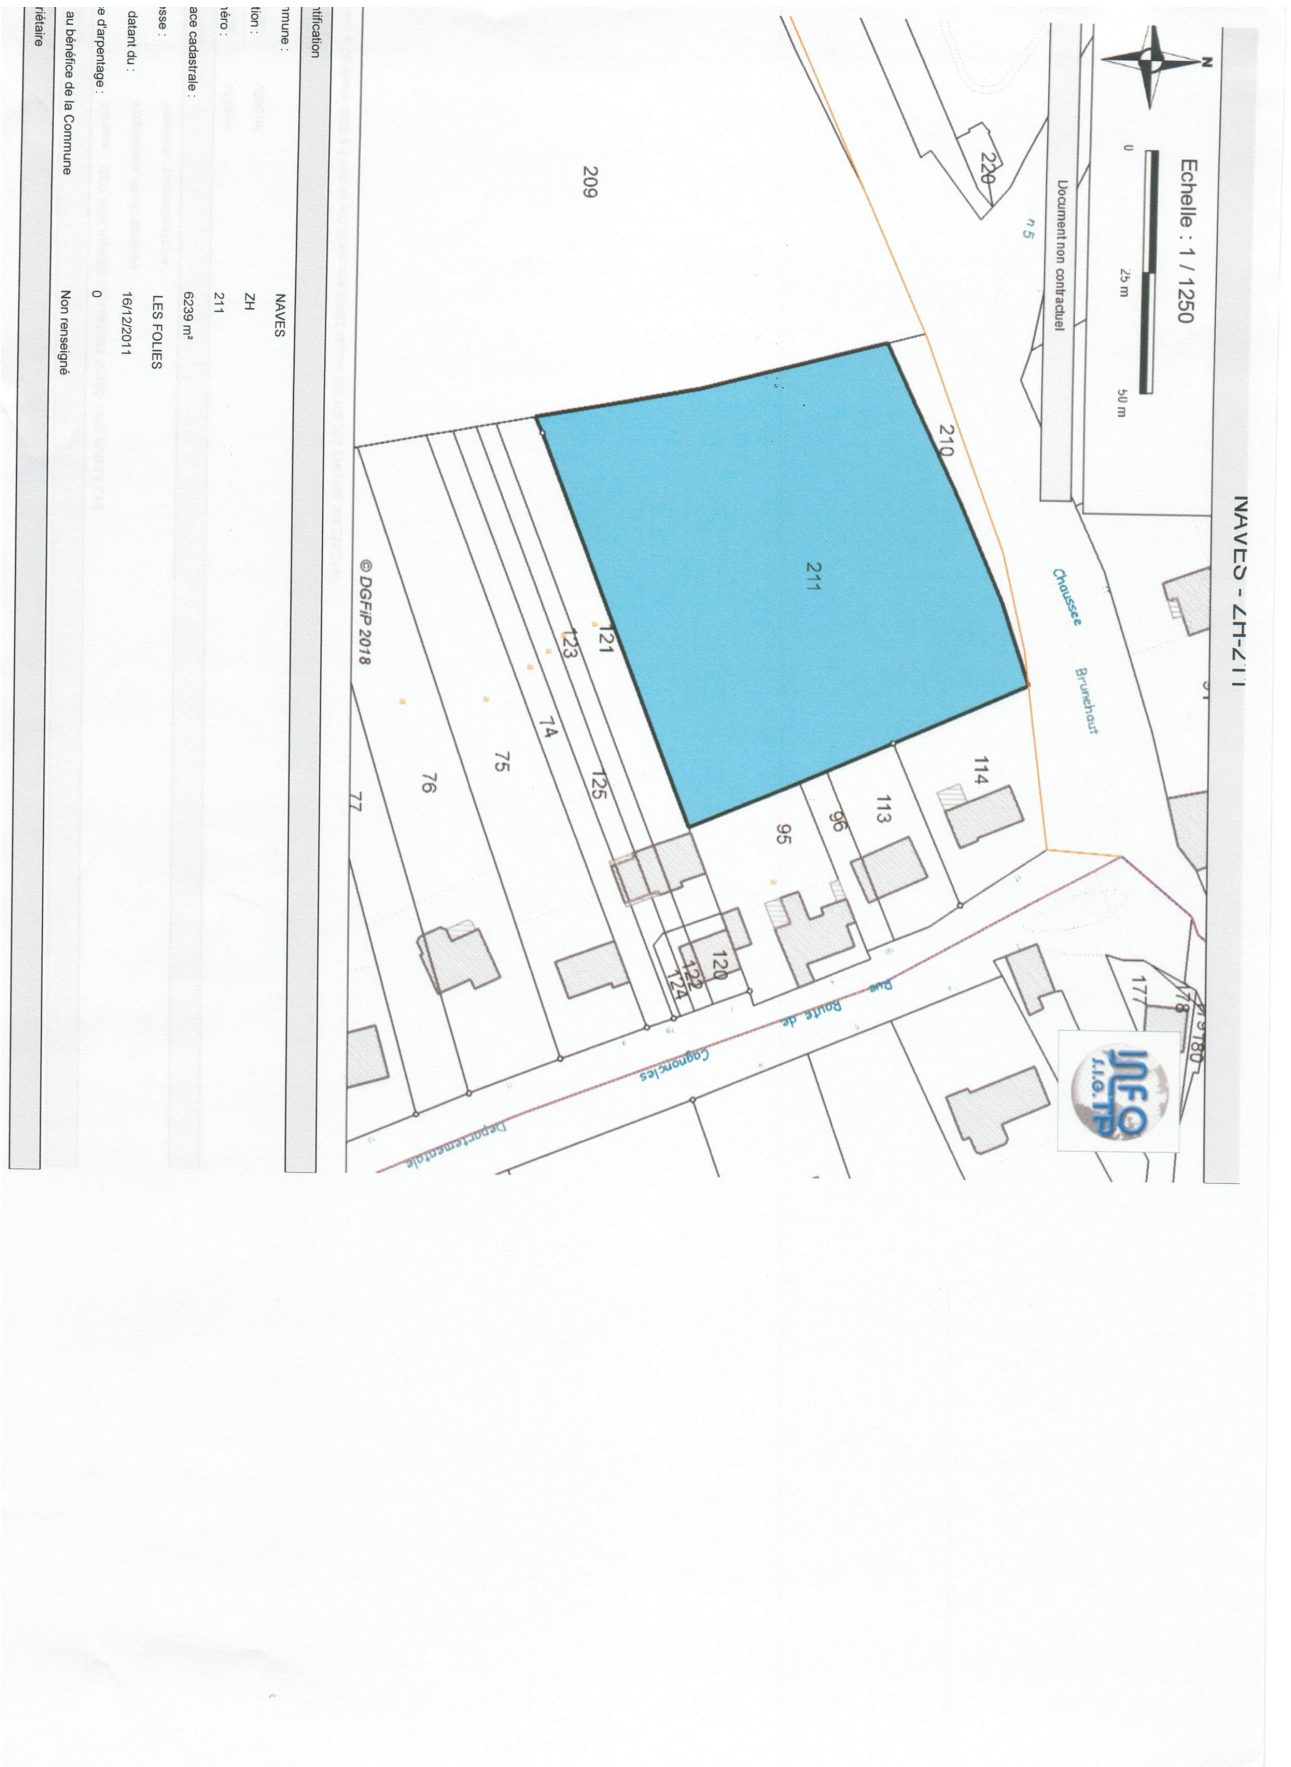 NAVES - ZH-211
N
Echelle : 1 / 1250
0 25 m 50 m
Document non contractuel
n 5
220
209
210
211
Chaussee
Brunehaut
114
113
96
95
121
123
125
74
75
76
77
120
122
124
177
178
180
Rue
Route de
Cagnoncles
Departementale
INFO
S.I.G. TP
© DGFiP 2018
ntification
mmune : NAVES
tion : ZH
néro : 211
ace cadastrale : 6239 m²
sse : LES FOLIES
datant du : 16/12/2011
e d'arpentage : 0
au bénéfice de la Commune Non renseigné
riétaire